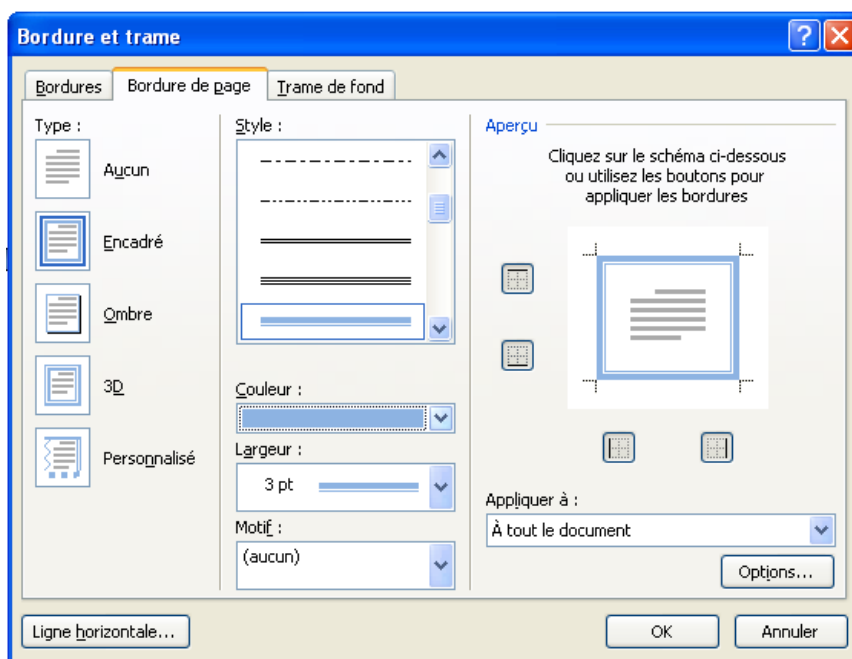 Bordure et trame
Bordures
Bordure de page
Trame de fond
Type :
Aucun
Encadré
Ombre
3D
Personnalisé
Style :
Couleur :
Largeur :
3 pt
Motif :
(aucun)
Aperçu
Cliquez sur le schéma ci-dessous
ou utilisez les boutons pour
appliquer les bordures
Appliquer à :
À tout le document
Options...
Ligne horizontale...
OK
Annuler